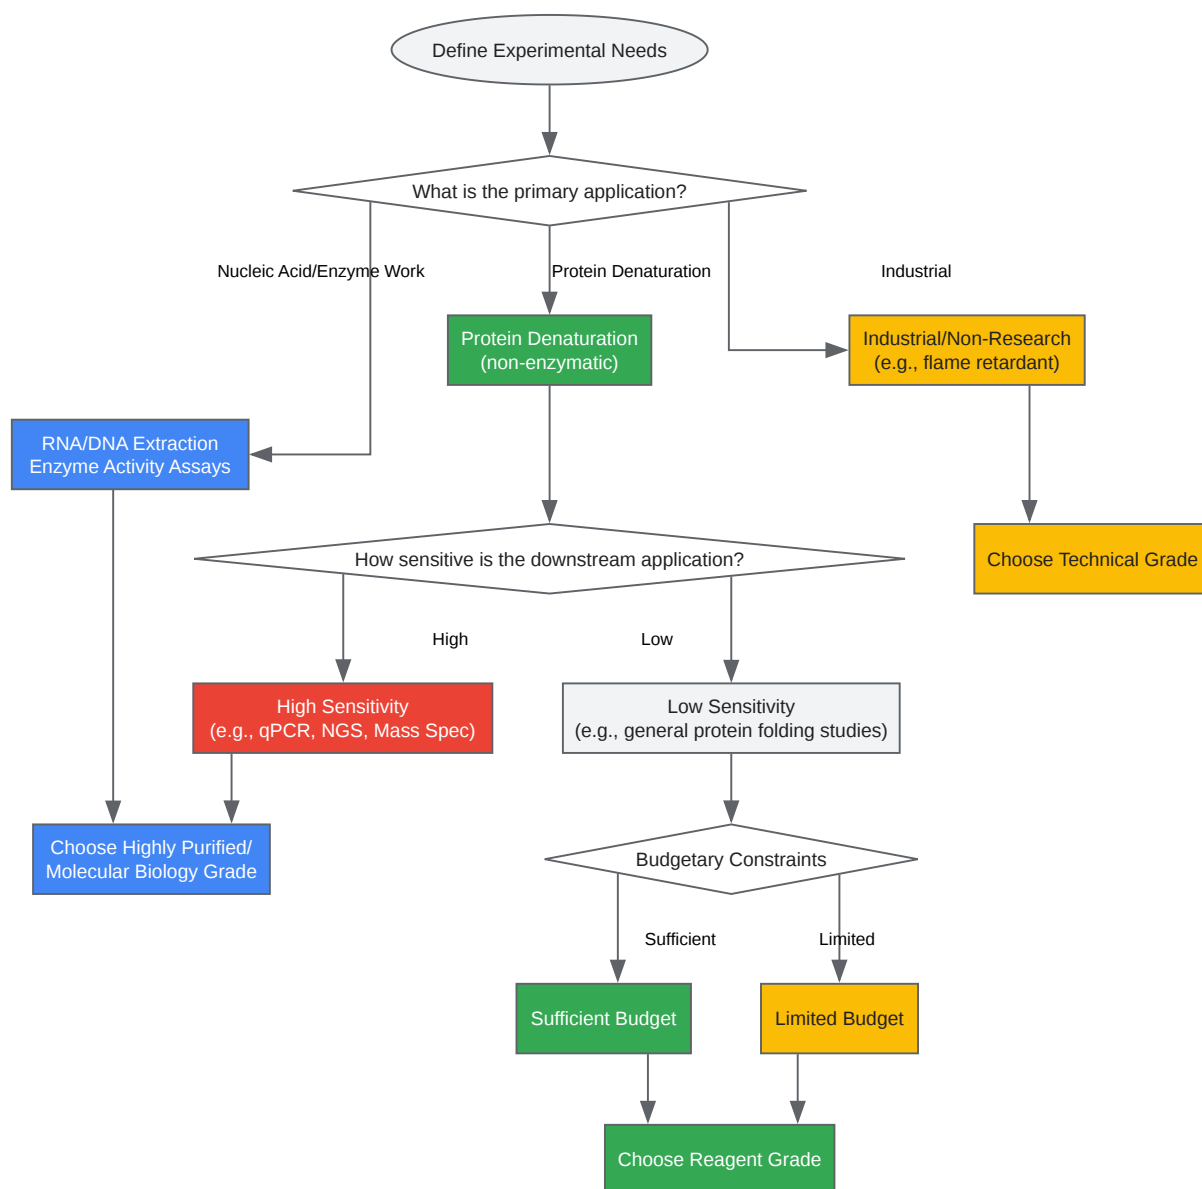 Define Experimental Needs
What is the primary application?
Nucleic Acid/Enzyme Work
Protein Denaturation
Industrial
Protein Denaturation
(non-enzymatic)
Industrial/Non-Research
(e.g., flame retardant)
RNA/DNA Extraction
Enzyme Activity Assays
How sensitive is the downstream application?
Choose Technical Grade
High
Low
High Sensitivity
(e.g., qPCR, NGS, Mass Spec)
Low Sensitivity
(e.g., general protein folding studies)
Choose Highly Purified/
Molecular Biology Grade
Budgetary Constraints
Sufficient
Limited
Sufficient Budget
Limited Budget
Choose Reagent Grade